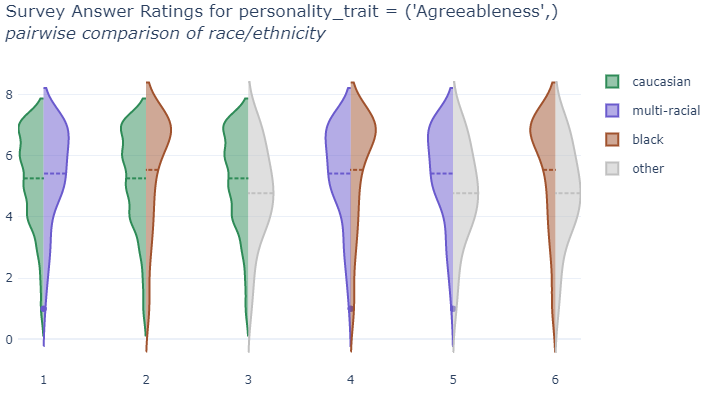 Survey Answer Ratings for personality_trait = ('Agreeableness',)
pairwise comparison of race/ethnicity
caucasian
multi-racial
black
other
8
6
4
2
0
1 2 3 4 5 6